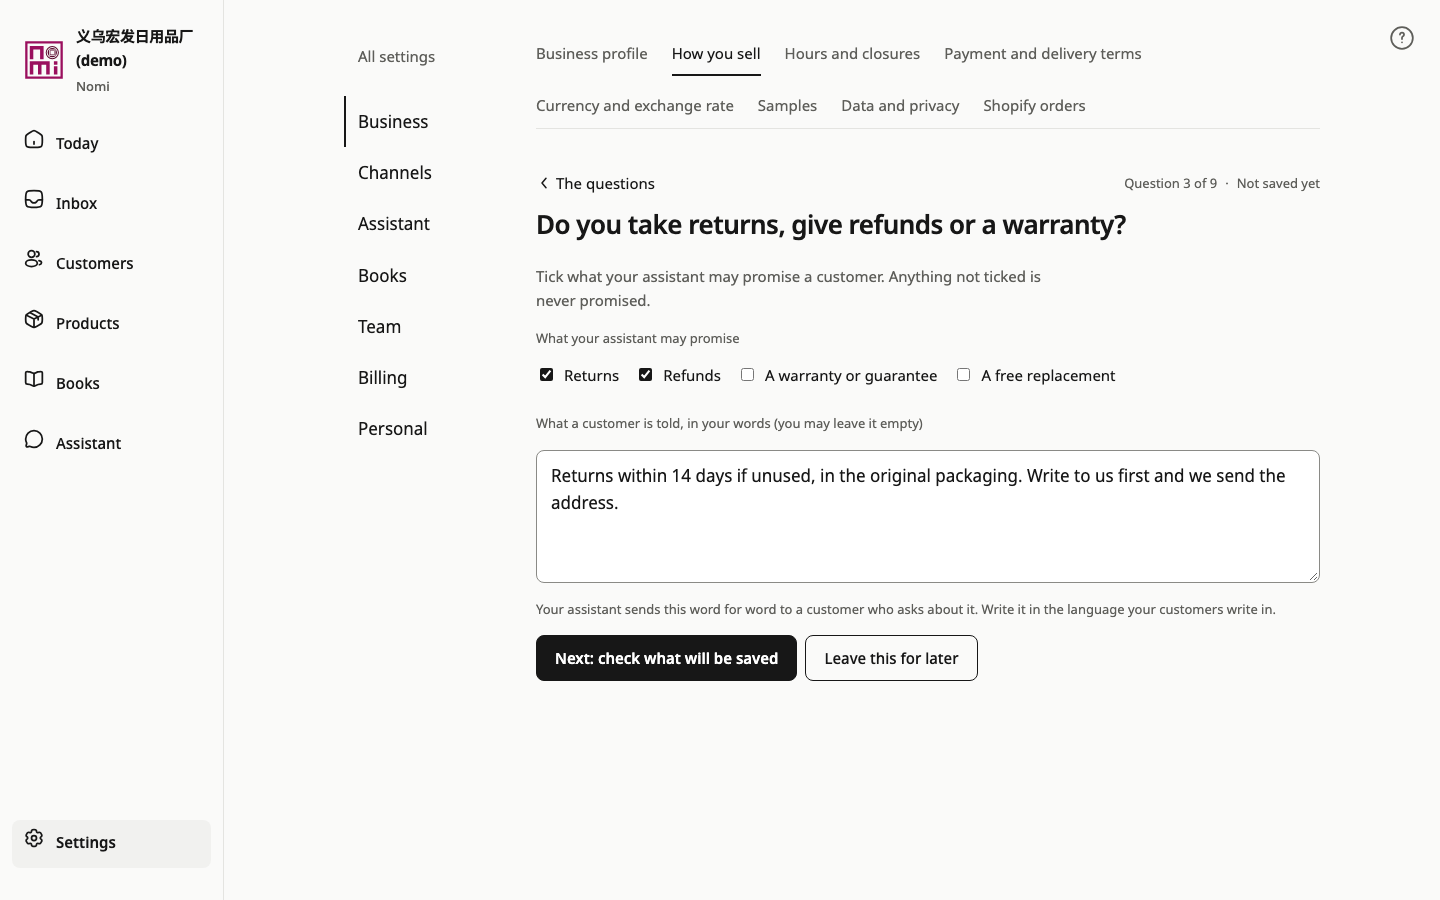 义乌宏发日用品厂
(demo)
Nomi
Today
Inbox
Customers
Products
Books
Assistant
Settings
All settings
Business
Channels
Assistant
Books
Team
Billing
Personal
Business profile
How you sell
Hours and closures
Payment and delivery terms
Currency and exchange rate
Samples
Data and privacy
Shopify orders
The questions
Question 3 of 9 · Not saved yet
Do you take returns, give refunds or a warranty?
Tick what your assistant may promise a customer. Anything not ticked is
never promised.
What your assistant may promise
Returns
Refunds
A warranty or guarantee
A free replacement
What a customer is told, in your words (you may leave it empty)
Returns within 14 days if unused, in the original packaging. Write to us first and we send the
address.
Your assistant sends this word for word to a customer who asks about it. Write it in the language your customers write in.
Next: check what will be saved
Leave this for later